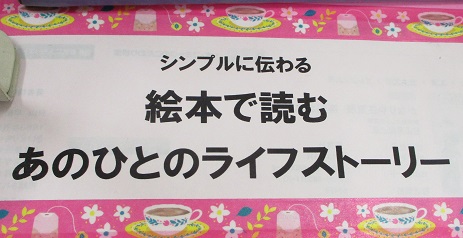 シンプルに伝わる
絵本で読む
あのひとのライフストーリー